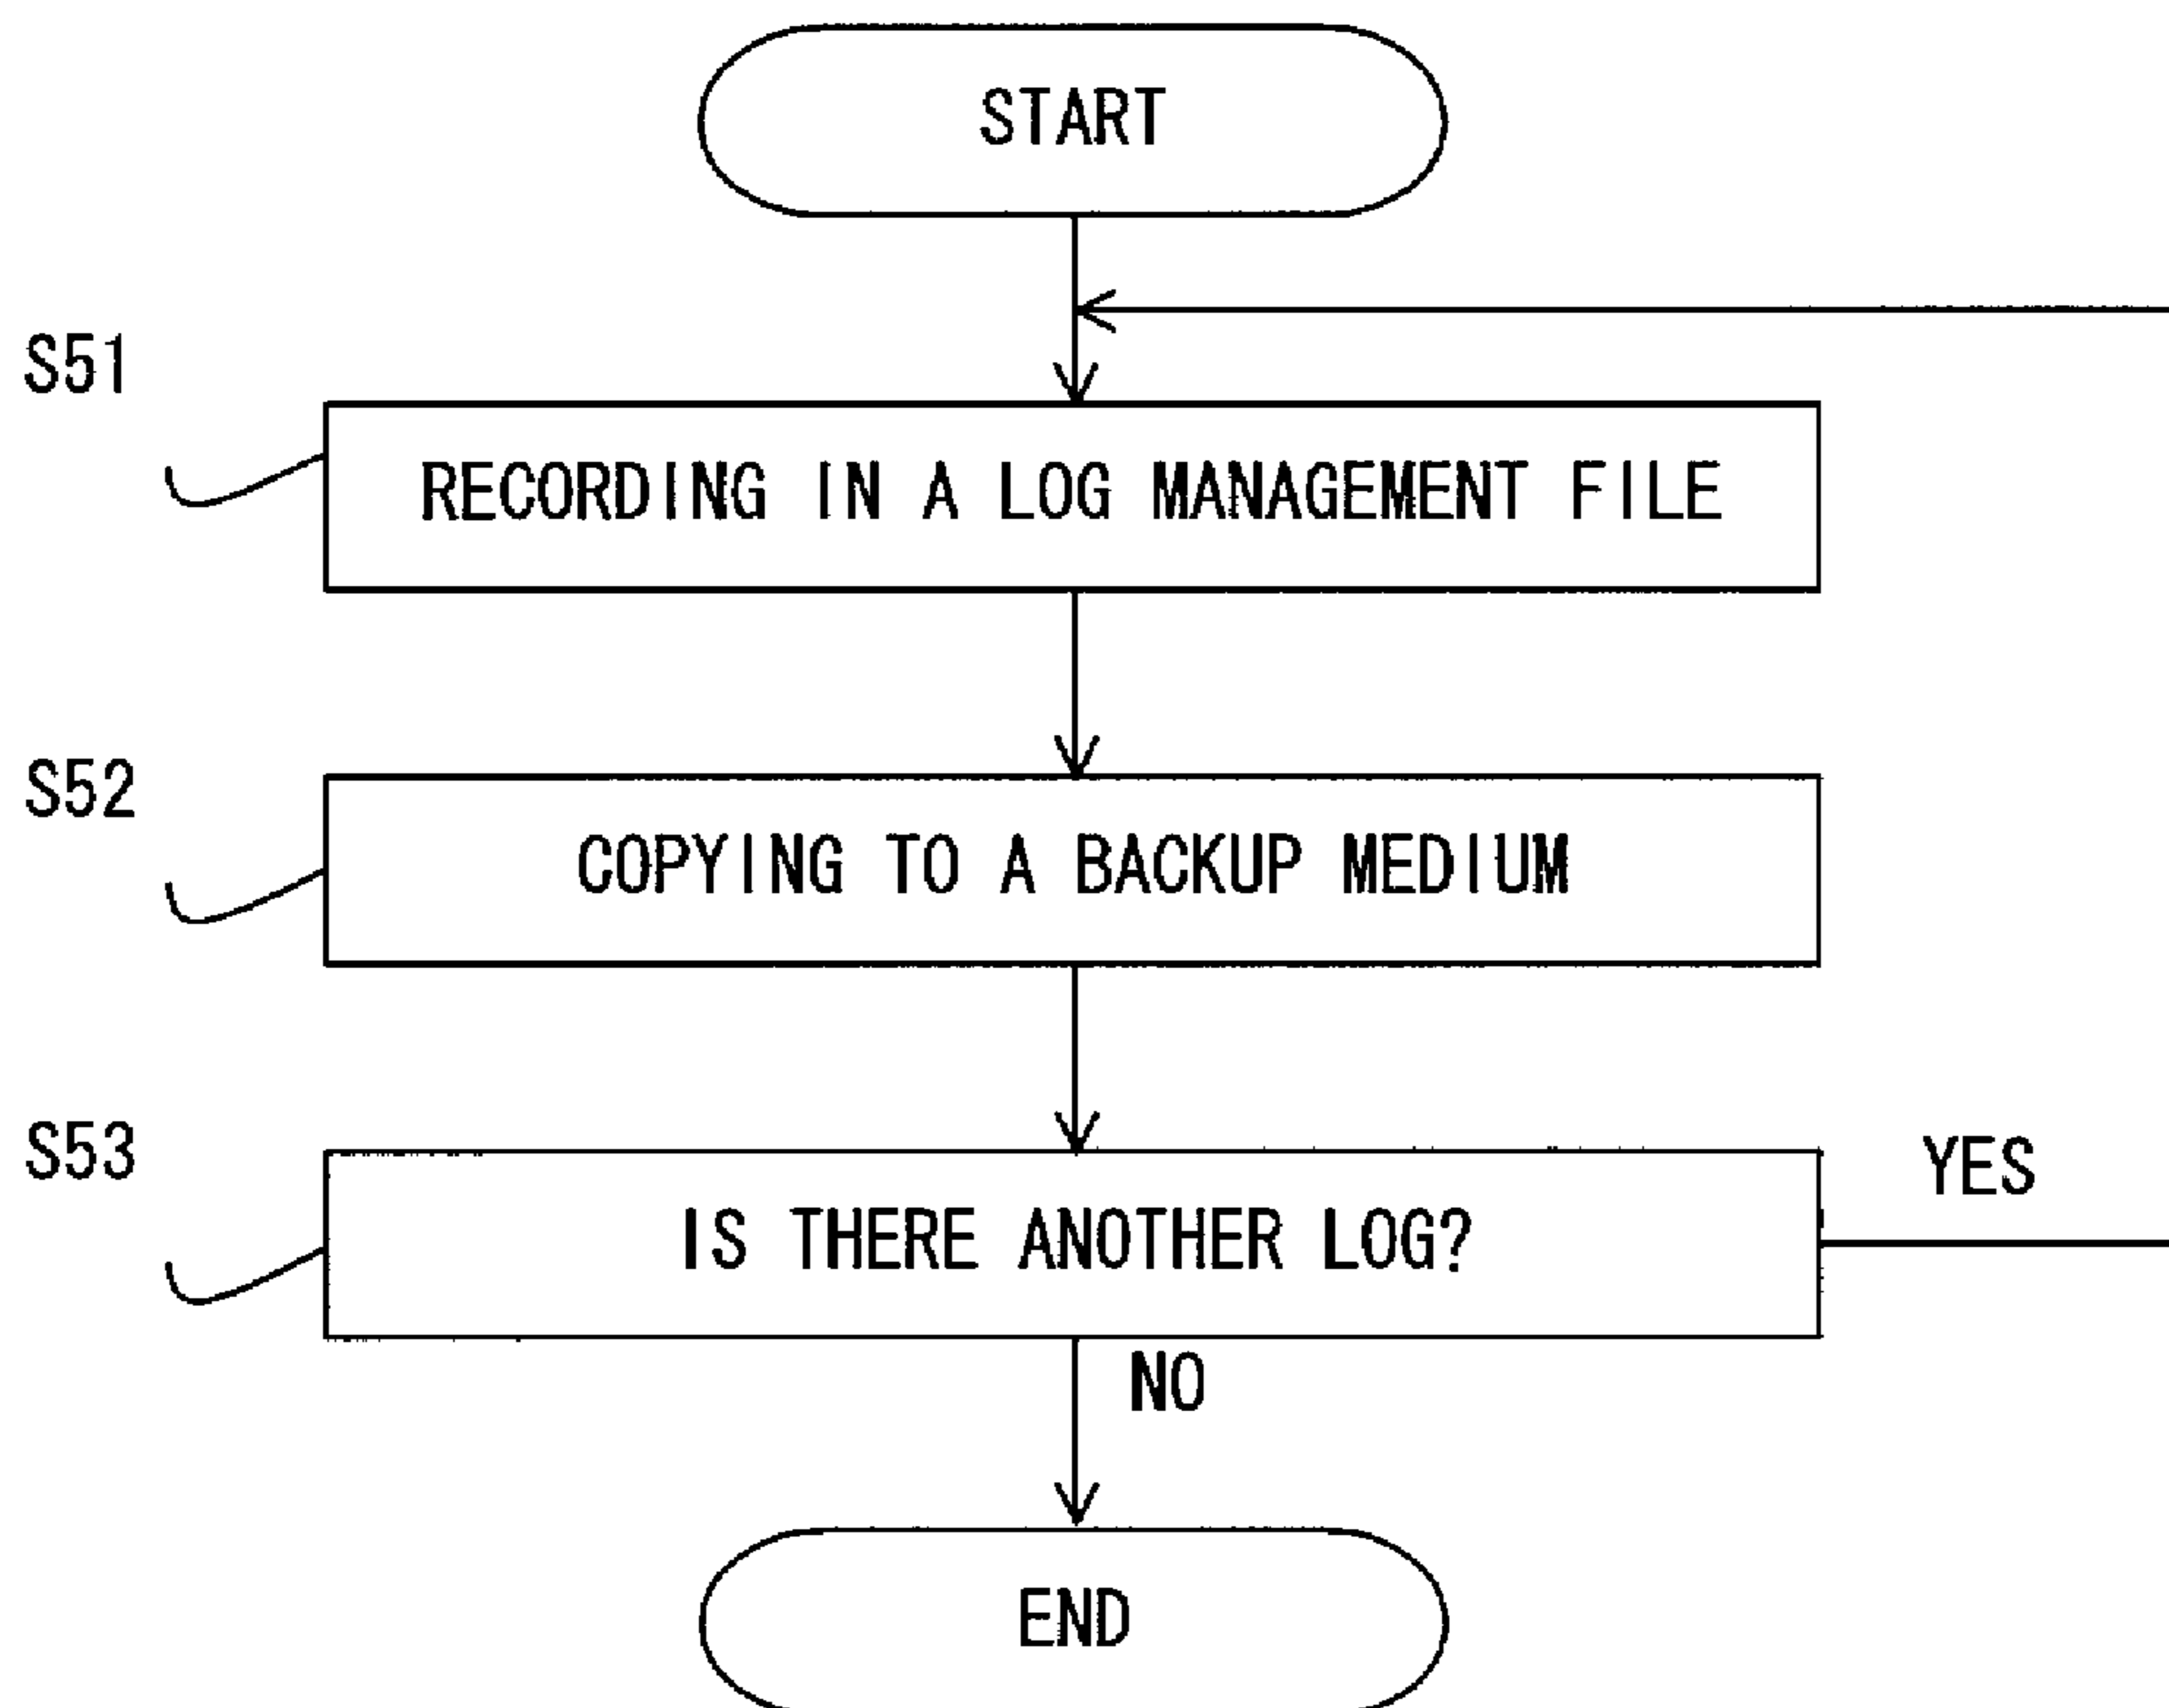 START
S51
RECORDING IN A LOG MANAGEMENT FILE
S52
COPYING TO A BACKUP MEDIUM
S53
IS THERE ANOTHER LOG?
YES
NO
END